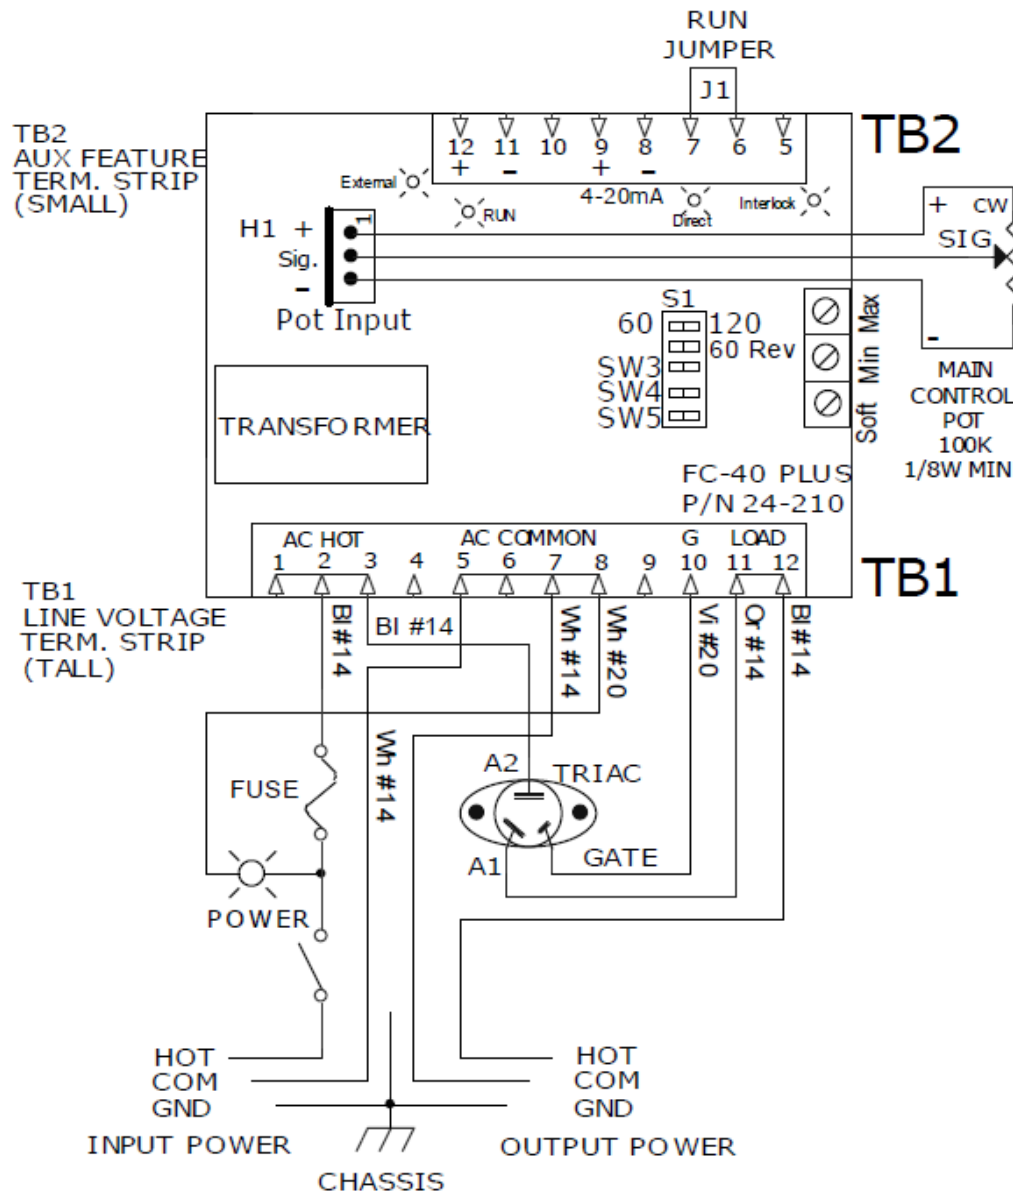 RUN
JUMPER
J1
TB2
TB2
AUX FEATURE
TERM. STRIP
(SMALL)
12 11 10 9 8 7 6 5
+ - + -
4-20mA
External
RUN
Direct
Interlock
H1 +
1
Sig.
-
Pot Input
+ CW
SIG
-
MAIN
CONTROL
POT
100K
1/8W MIN
S1
60 120
60 Rev
SW3
SW4
SW5
Max
Min
Soft
TRANSFORMER
FC-40 PLUS
P/N 24-210
AC HOT AC COMMON G LOAD
1 2 3 4 5 6 7 8 9 10 11 12
TB1
TB1
LINE VOLTAGE
TERM. STRIP
(TALL)
Bl #14
Bl #14
Wh #14
Wh #14
Wh #20
Vi #20
Or #14
Bl #14
A2 TRIAC
FUSE
A1 GATE
POWER
HOT
COM
GND
INPUT POWER
HOT
COM
GND
OUTPUT POWER
CHASSIS